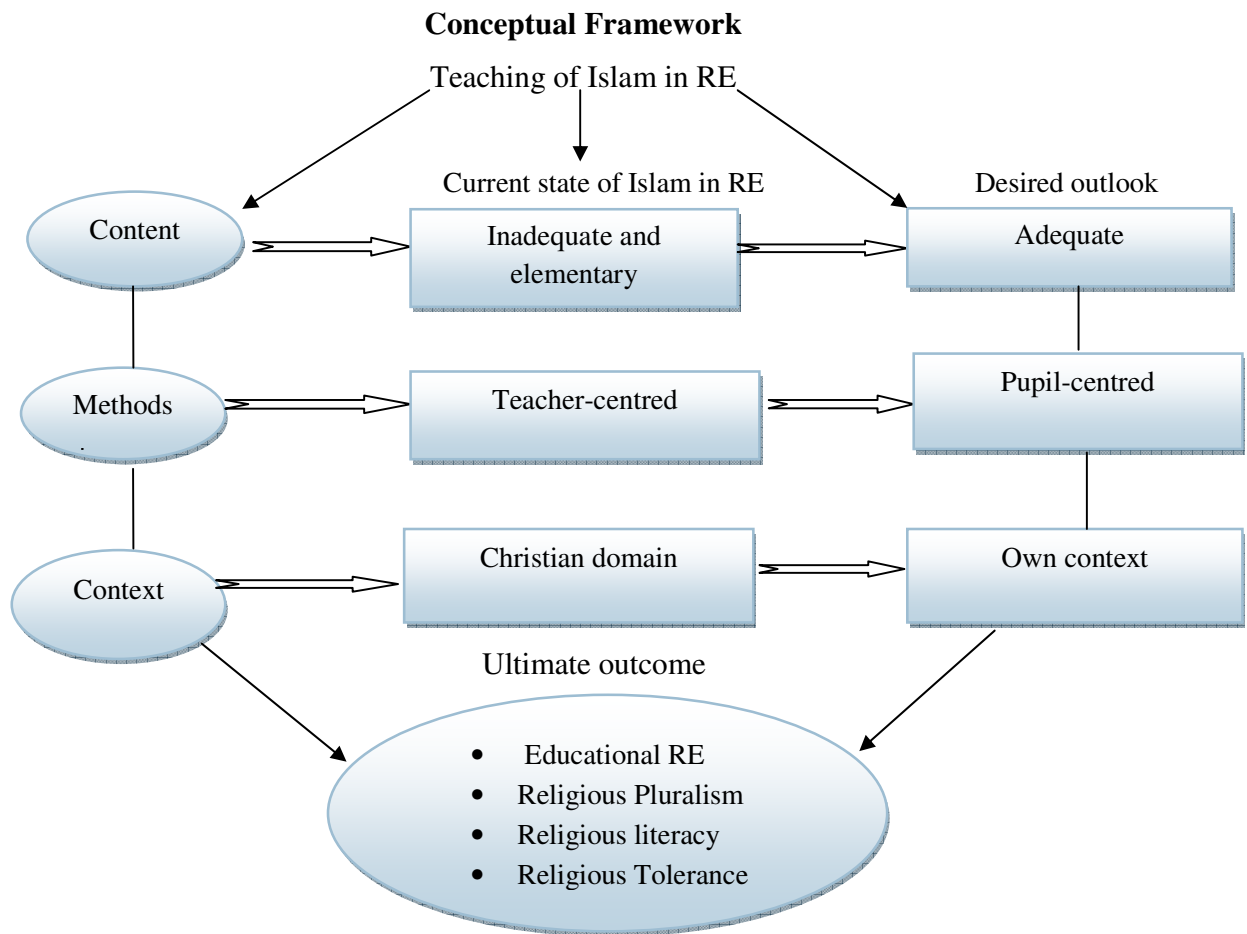 Conceptual Framework
Teaching of Islam in RE
Current state of Islam in RE
Desired outlook
Content
Inadequate and
elementary
Adequate
Methods
.
Teacher-centred
Pupil-centred
Context
Christian domain
Own context
Ultimate outcome
• Educational RE
• Religious Pluralism
• Religious literacy
• Religious Tolerance